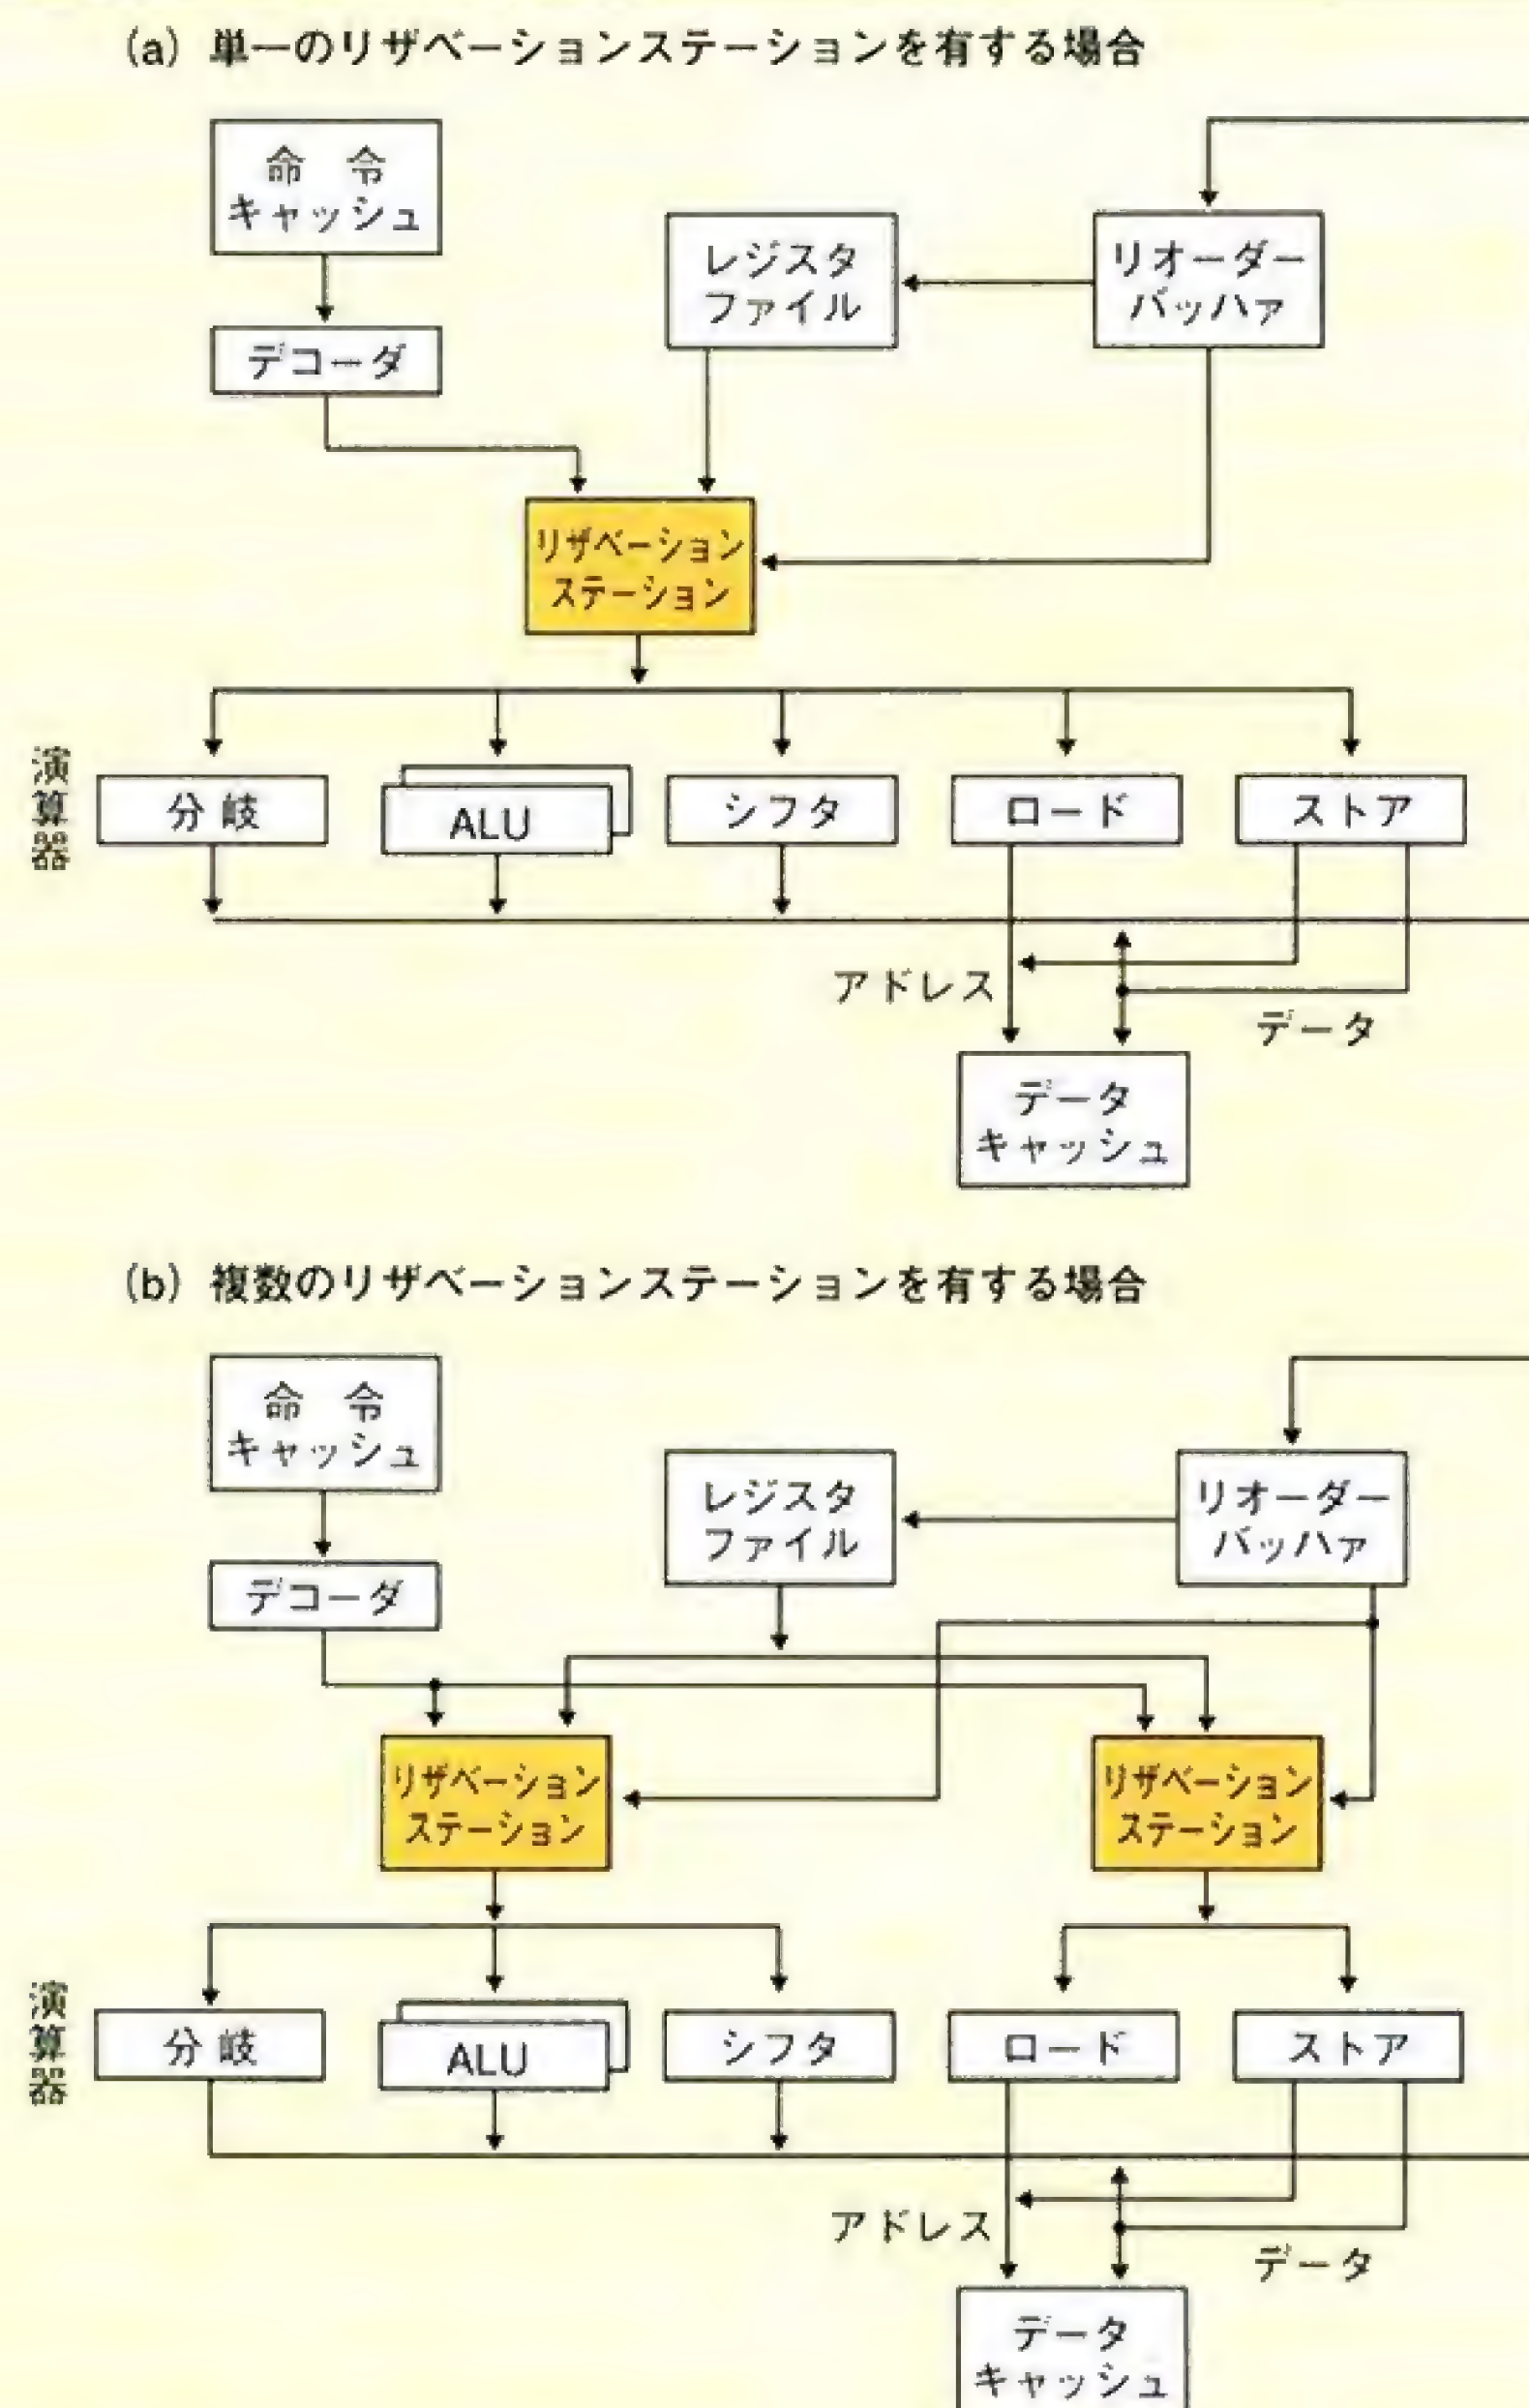 (a) 単一のリザベーションステーションを有する場合
命 令
キャッシュ
レジスタ
ファイル
リオーダー
バッハァ
デコーダ
リザベーション
ステーション
演算器
分岐
ALU
シフタ
ロード
ストア
アドレス
データ
データ
キャッシュ
(b) 複数のリザベーションステーションを有する場合
命 令
キャッシュ
レジスタ
ファイル
リオーダー
バッハァ
デコーダ
リザベーション
ステーション
リザベーション
ステーション
演算器
分岐
ALU
シフタ
ロード
ストア
アドレス
データ
データ
キャッシュ